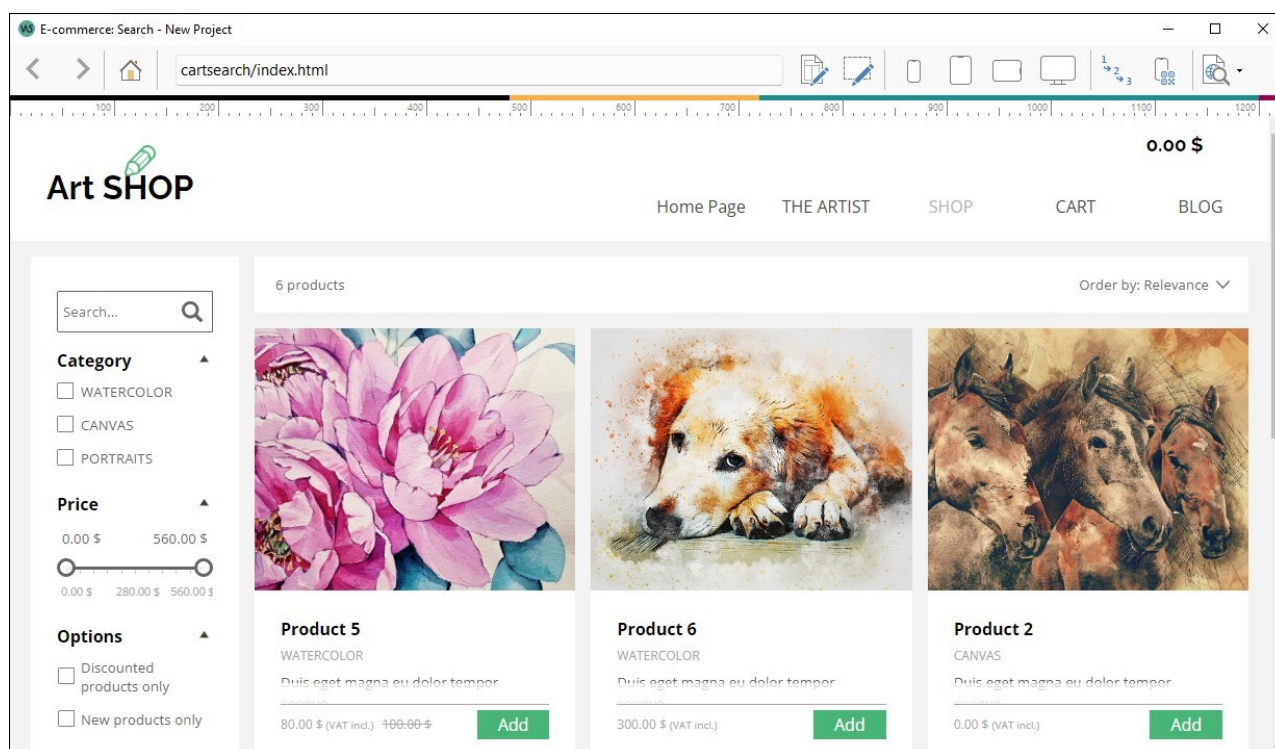 E-commerce: Search - New Project
cartsearch/index.html
100 200 300 400 500 600 700 800 900 1000 1100 1200
0.00 $
Art SHOP
Home Page THE ARTIST SHOP CART BLOG
6 products Order by: Relevance
Search...
Category
WATERCOLOR
CANVAS
PORTRAITS
Price
0.00 $ 560.00 $
0.00 $ 280.00 $ 560.00 $
Options
Discounted
products only
New products only
Product 5
WATERCOLOR
Duis eget magna eu dolor tempor
80.00 $ (VAT incl.) 100.00 $ Add
Product 6
WATERCOLOR
Duis eget magna eu dolor tempor
300.00 $ (VAT incl.) Add
Product 2
CANVAS
Duis eget magna eu dolor tempor
0.00 $ (VAT incl.) Add